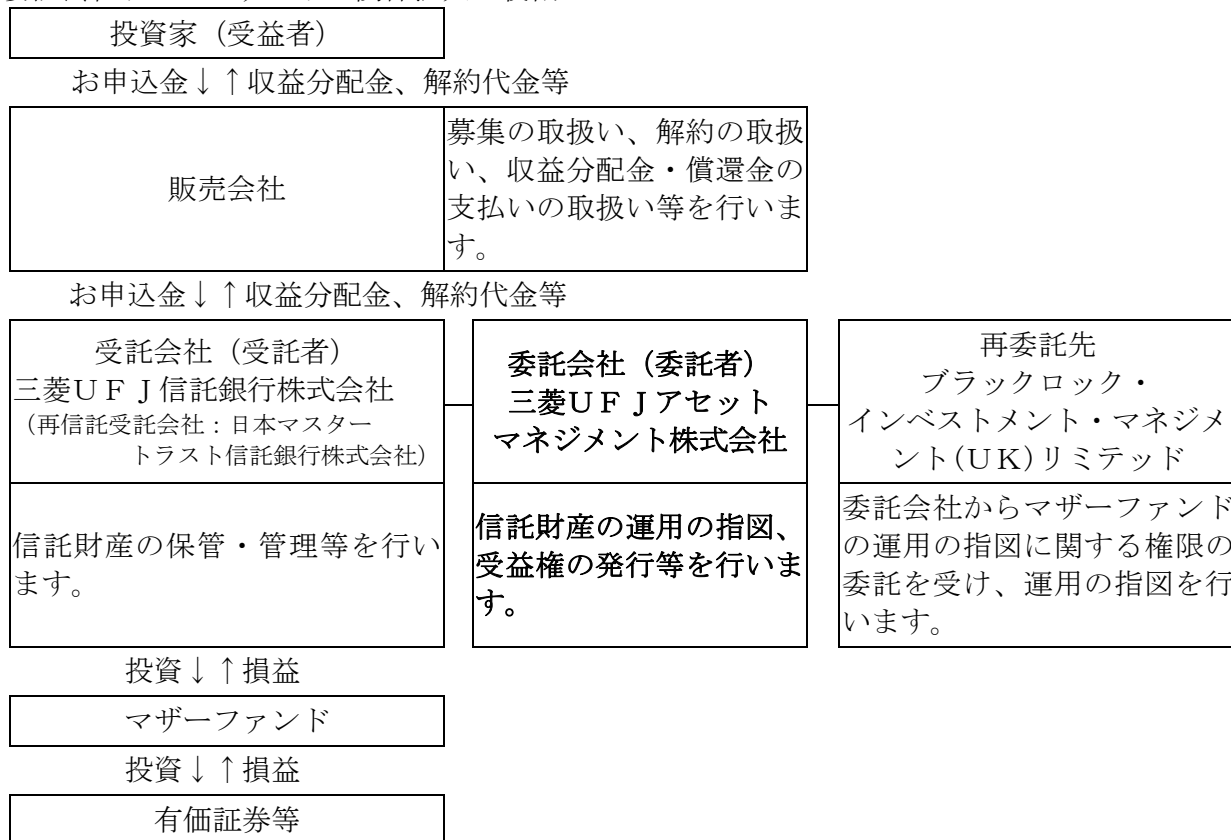 投資家（受益者）
お申込金↓↑収益分配金、解約代金等
販売会社
募集の取扱い、解約の取扱
い、収益分配金・償還金の
支払いの取扱い等を行いま
す。
お申込金↓↑収益分配金、解約代金等
受託会社（受託者）
三菱ＵＦＪ信託銀行株式会社
（再信託受託会社：日本マスター
トラスト信託銀行株式会社）
委託会社（委託者）
三菱ＵＦＪアセット
マネジメント株式会社
再委託先
ブラックロック・
インベストメント・マネジメ
ント(ＵＫ)リミテッド
信託財産の保管・管理等を行い
ます。
信託財産の運用の指図、
受益権の発行等を行いま
す。
委託会社からマザーファンド
の運用の指図に関する権限の
委託を受け、運用の指図を行
います。
投資↓↑損益
マザーファンド
投資↓↑損益
有価証券等